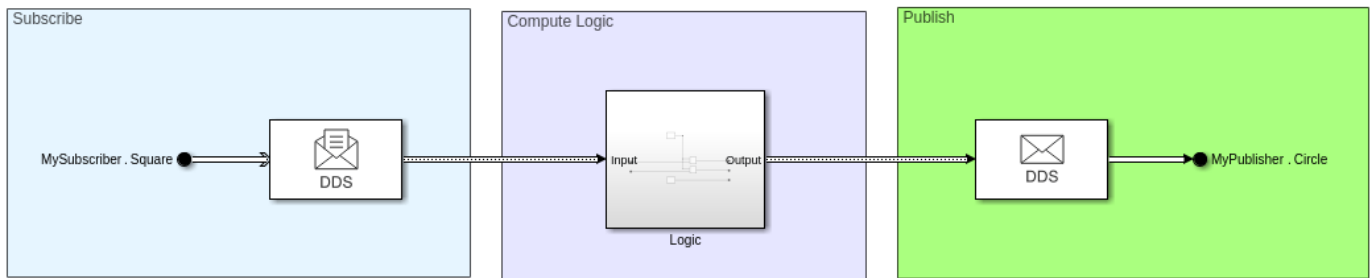 Subscribe
Compute Logic
Publish
MySubscriber . Square
DDS
Input
Output
Logic
DDS
MyPublisher . Circle